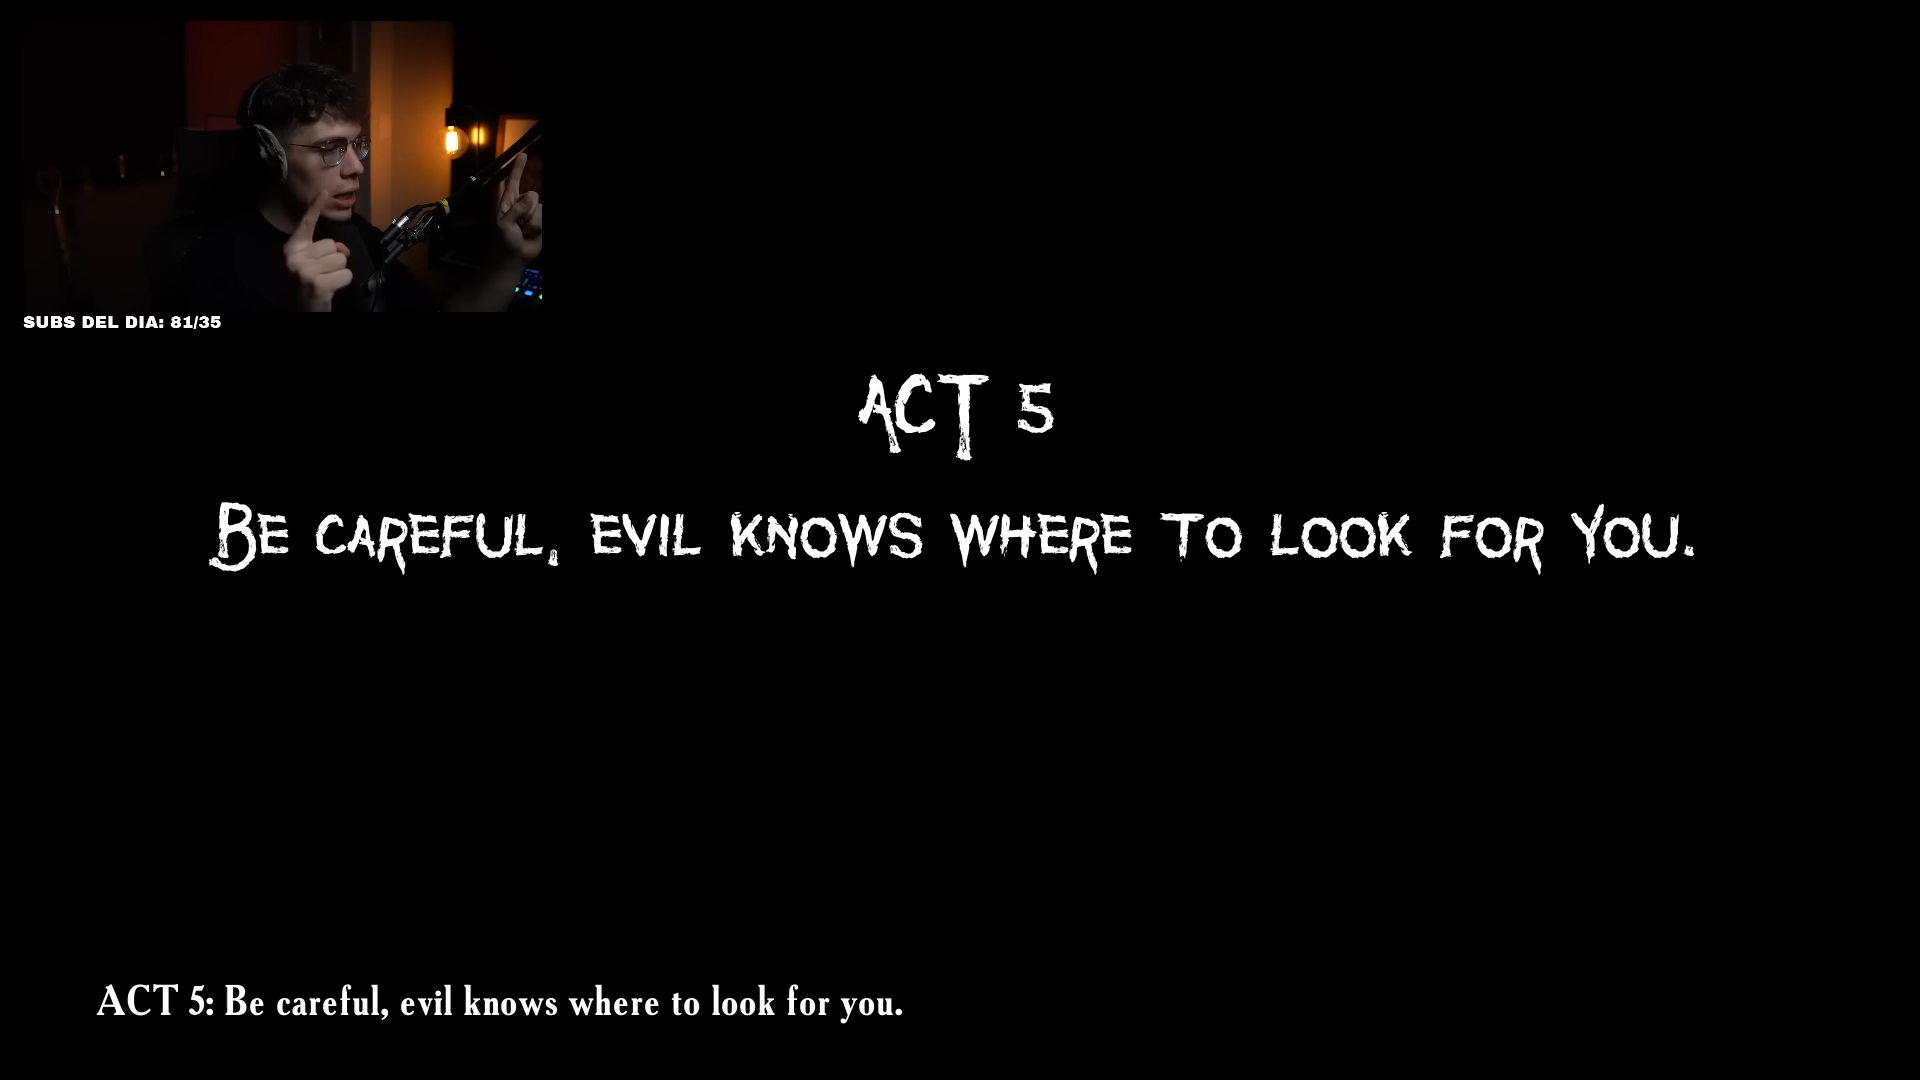 SUBS DEL DIA: 81/35
ACT 5
BE CAREFUL, EVIL KNOWS WHERE TO LOOK FOR YOU.
ACT 5: Be careful, evil knows where to look for you.